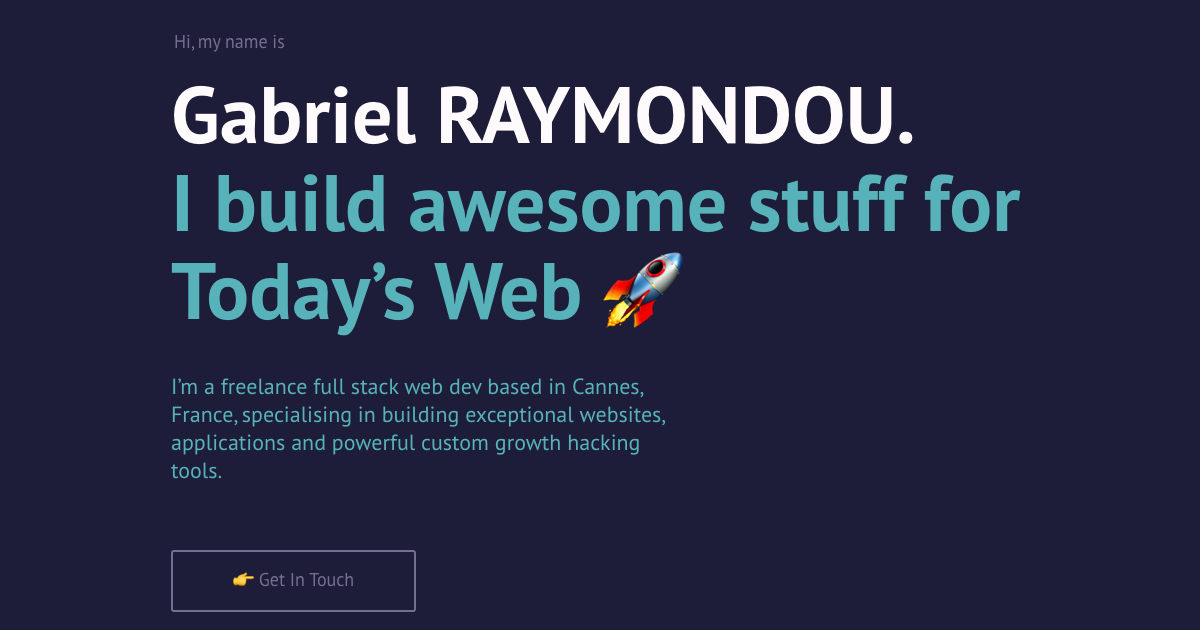 Hi, my name is
Gabriel RAYMONDOU.
I build awesome stuff for
Today’s Web 🚀
I’m a freelance full stack web dev based in Cannes,
France, specialising in building exceptional websites,
applications and powerful custom growth hacking
tools.
👉 Get In Touch